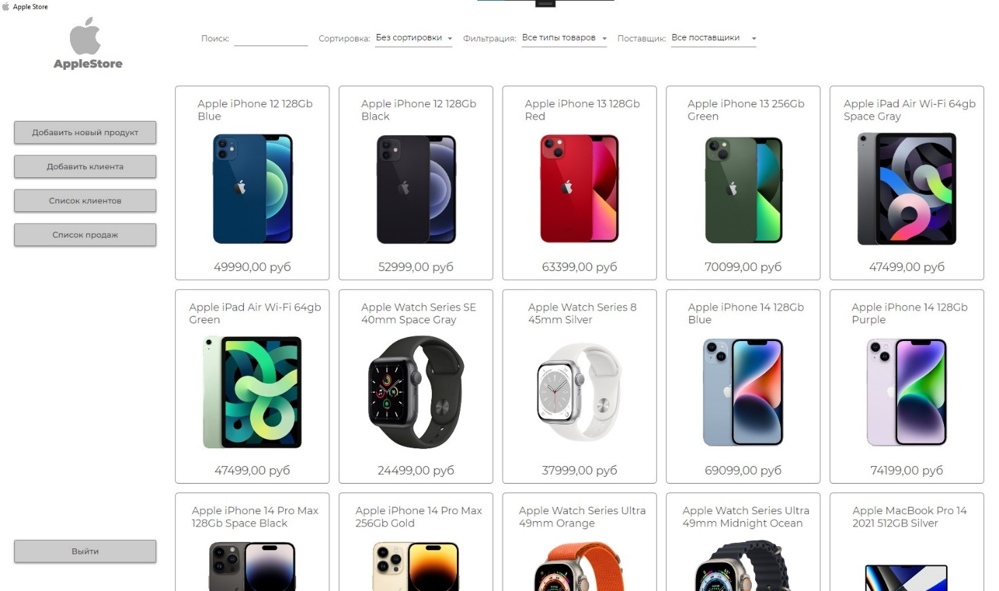 Apple Store
AppleStore
Поиск:
Сортировка: Без сортировки
Фильтрация: Все типы товаров
Поставщик: Все поставщики
Добавить новый продукт
Добавить клиента
Список клиентов
Список продаж
Выйти
Apple iPhone 12 128Gb
Blue
49990,00 руб
Apple iPhone 12 128Gb
Black
52999,00 руб
Apple iPhone 13 128Gb
Red
63399,00 руб
Apple iPhone 13 256Gb
Green
70099,00 руб
Apple iPad Air Wi-Fi 64gb
Space Gray
47499,00 руб
Apple iPad Air Wi-Fi 64gb
Green
47499,00 руб
Apple Watch Series SE
40mm Space Gray
24499,00 руб
Apple Watch Series 8
45mm Silver
37999,00 руб
Apple iPhone 14 128Gb
Blue
69099,00 руб
Apple iPhone 14 128Gb
Purple
74199,00 руб
Apple iPhone 14 Pro Max
128Gb Space Black
Apple iPhone 14 Pro Max
256Gb Gold
Apple Watch Series Ultra
49mm Orange
Apple Watch Series Ultra
49mm Midnight Ocean
Apple MacBook Pro 14
2021 512GB Silver